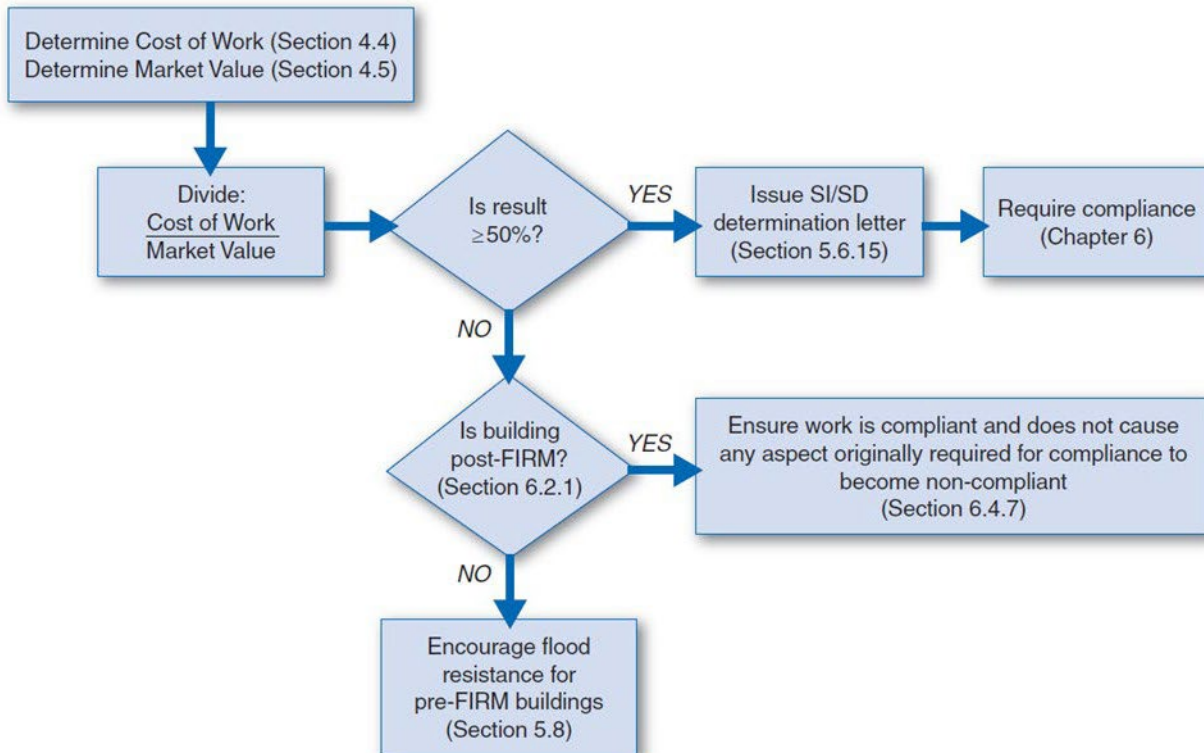 Determine Cost of Work (Section 4.4)
Determine Market Value (Section 4.5)
Divide:
Cost of Work
Market Value
Is result
≥50%?
YES
Issue SI/SD
determination letter
(Section 5.6.15)
Require compliance
(Chapter 6)
NO
Is building
post-FIRM?
(Section 6.2.1)
YES
Ensure work is compliant and does not cause
any aspect originally required for compliance to
become non-compliant
(Section 6.4.7)
NO
Encourage flood
resistance for
pre-FIRM buildings
(Section 5.8)